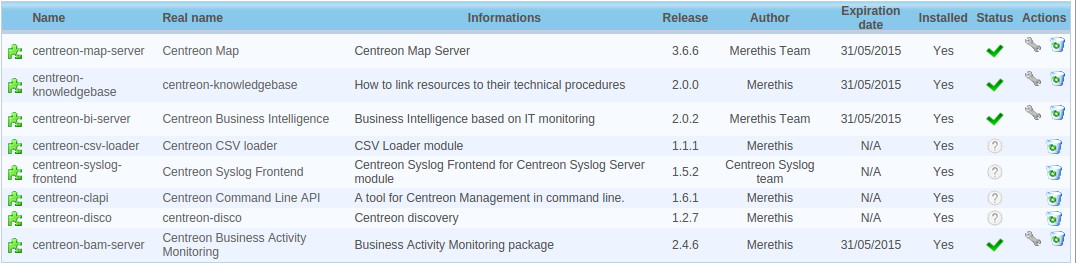 Name Real name Informations Release Author Expiration date Installed Status Actions
centreon-map-server Centreon Map Centreon Map Server 3.6.6 Merethis Team 31/05/2015 Yes
centreon-knowledgebase centreon-knowledgebase How to link resources to their technical procedures 2.0.0 Merethis 31/05/2015 Yes
centreon-bi-server Centreon Business Intelligence Business Intelligence based on IT monitoring 2.0.2 Merethis Team 31/05/2015 Yes
centreon-csv-loader Centreon CSV loader CSV Loader module 1.1.1 Merethis N/A Yes ?
centreon-syslog-frontend Centreon Syslog Frontend Centreon Syslog Frontend for Centreon Syslog Server module 1.5.2 Centreon Syslog team N/A Yes ?
centreon-clapi Centreon Command Line API A tool for Centreon Management in command line. 1.6.1 Merethis N/A Yes ?
centreon-disco centreon-disco Centreon discovery 1.2.7 Merethis N/A Yes ?
centreon-bam-server Centreon Business Activity Monitoring Business Activity Monitoring package 2.4.6 Merethis 31/05/2015 Yes